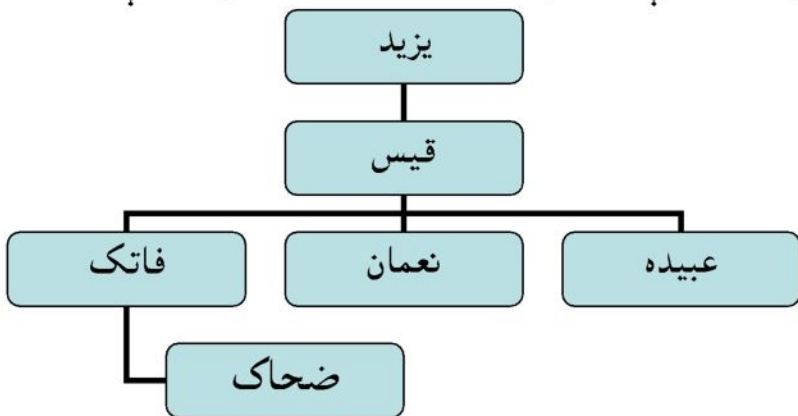 یزید
قیس
عبیده
نعمان
فاتک
ضحاک